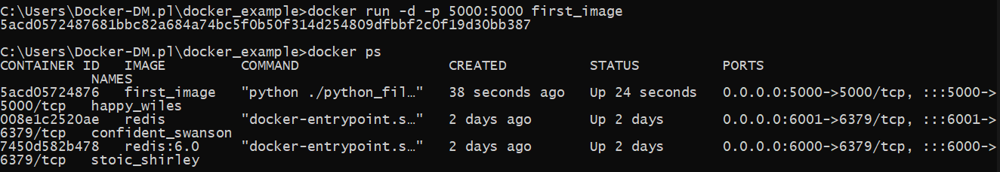 C:\Users\Docker-DM.pl\docker_example>docker run -d -p 5000:5000 first_image
5acd0572487681bbc82a684a74bc5f0b50f314d254809dfbbf2c0f19d30bb387
C:\Users\Docker-DM.pl\docker_example>docker ps
CONTAINER ID   IMAGE         COMMAND                  CREATED          STATUS          PORTS
NAMES
5acd05724876   first_image   "python ./python_fil…"   38 seconds ago   Up 24 seconds   0.0.0.0:5000->5000/tcp, :::5000->
5000/tcp   happy_wiles
008e1c2520ae   redis         "docker-entrypoint.s…"   2 days ago       Up 2 days       0.0.0.0:6001->6379/tcp, :::6001->
6379/tcp   confident_swanson
7450d582b478   redis:6.0     "docker-entrypoint.s…"   2 days ago       Up 2 days       0.0.0.0:6000->6379/tcp, :::6000->
6379/tcp   stoic_shirley